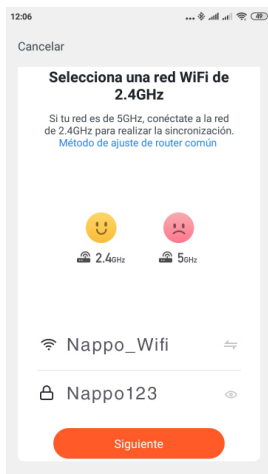 12:06
49
Cancelar
Selecciona una red WiFi de
2.4GHz
Si tu red es de 5GHz, conéctate a la red
de 2.4GHz para realizar la sincronización.
Método de ajuste de router común
2.4GHz 5GHz
Nappo_Wifi
Nappo123
Siguiente